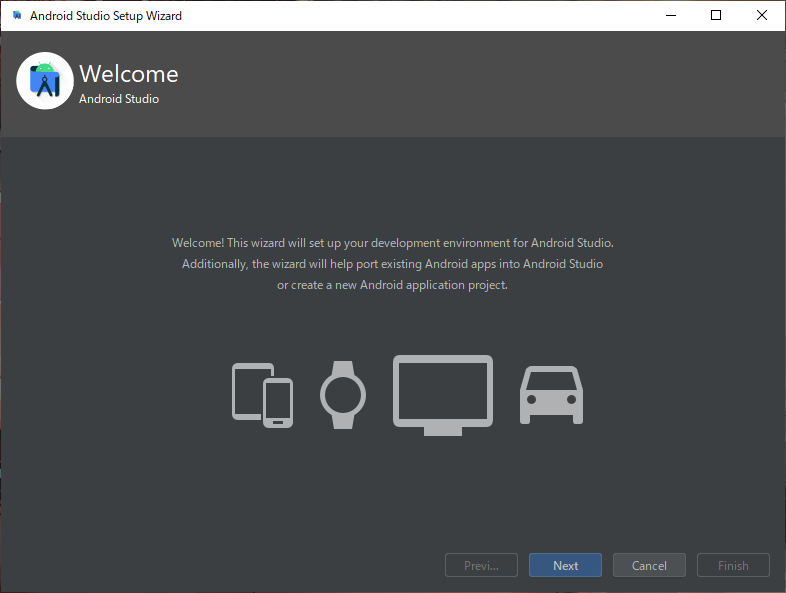 Android Studio Setup Wizard
Welcome
Android Studio
Welcome! This wizard will set up your development environment for Android Studio.
Additionally, the wizard will help port existing Android apps into Android Studio
or create a new Android application project.
Previ... Next Cancel Finish